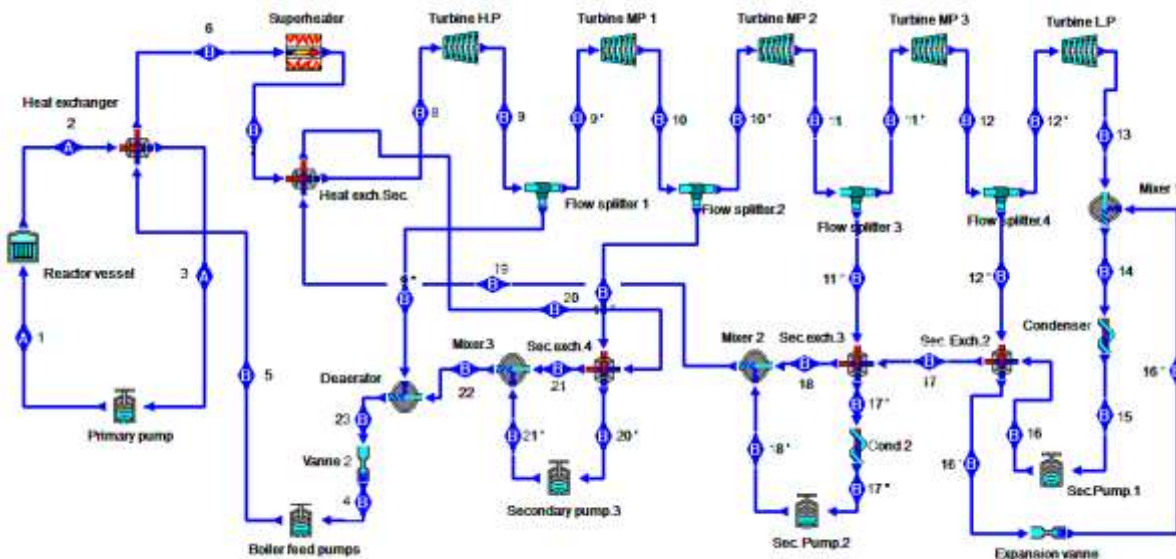 6
Superheater
Turbine H.P
Turbine MP 1
Turbine MP 2
Turbine MP 3
Turbine L.P
Heat exchanger
2
B
A
8
9
9"
10
10"
11
11"
12
12"
13
Heat exch.Sec.
Flow splitter.1
Flow splitter.2
Flow splitter.3
Flow splitter.4
Mixer 1
Reactor vessel
3
1
5
19
20
11"
12"
14
Condenser
Mixer.3
Sec.exch.4
Mixer 2
Sec.exch.3
Sec. Exch.2
Deaerator
22
21
18
17
16"
23
21"
20"
18'
17"
Cond.2
16
15
Primary pump
Vanne 2
4
Secondary pump.3
17"
16'
Sec.Pump.1
Boiler feed pumps
Sec. Pump.2
Expansion vanne